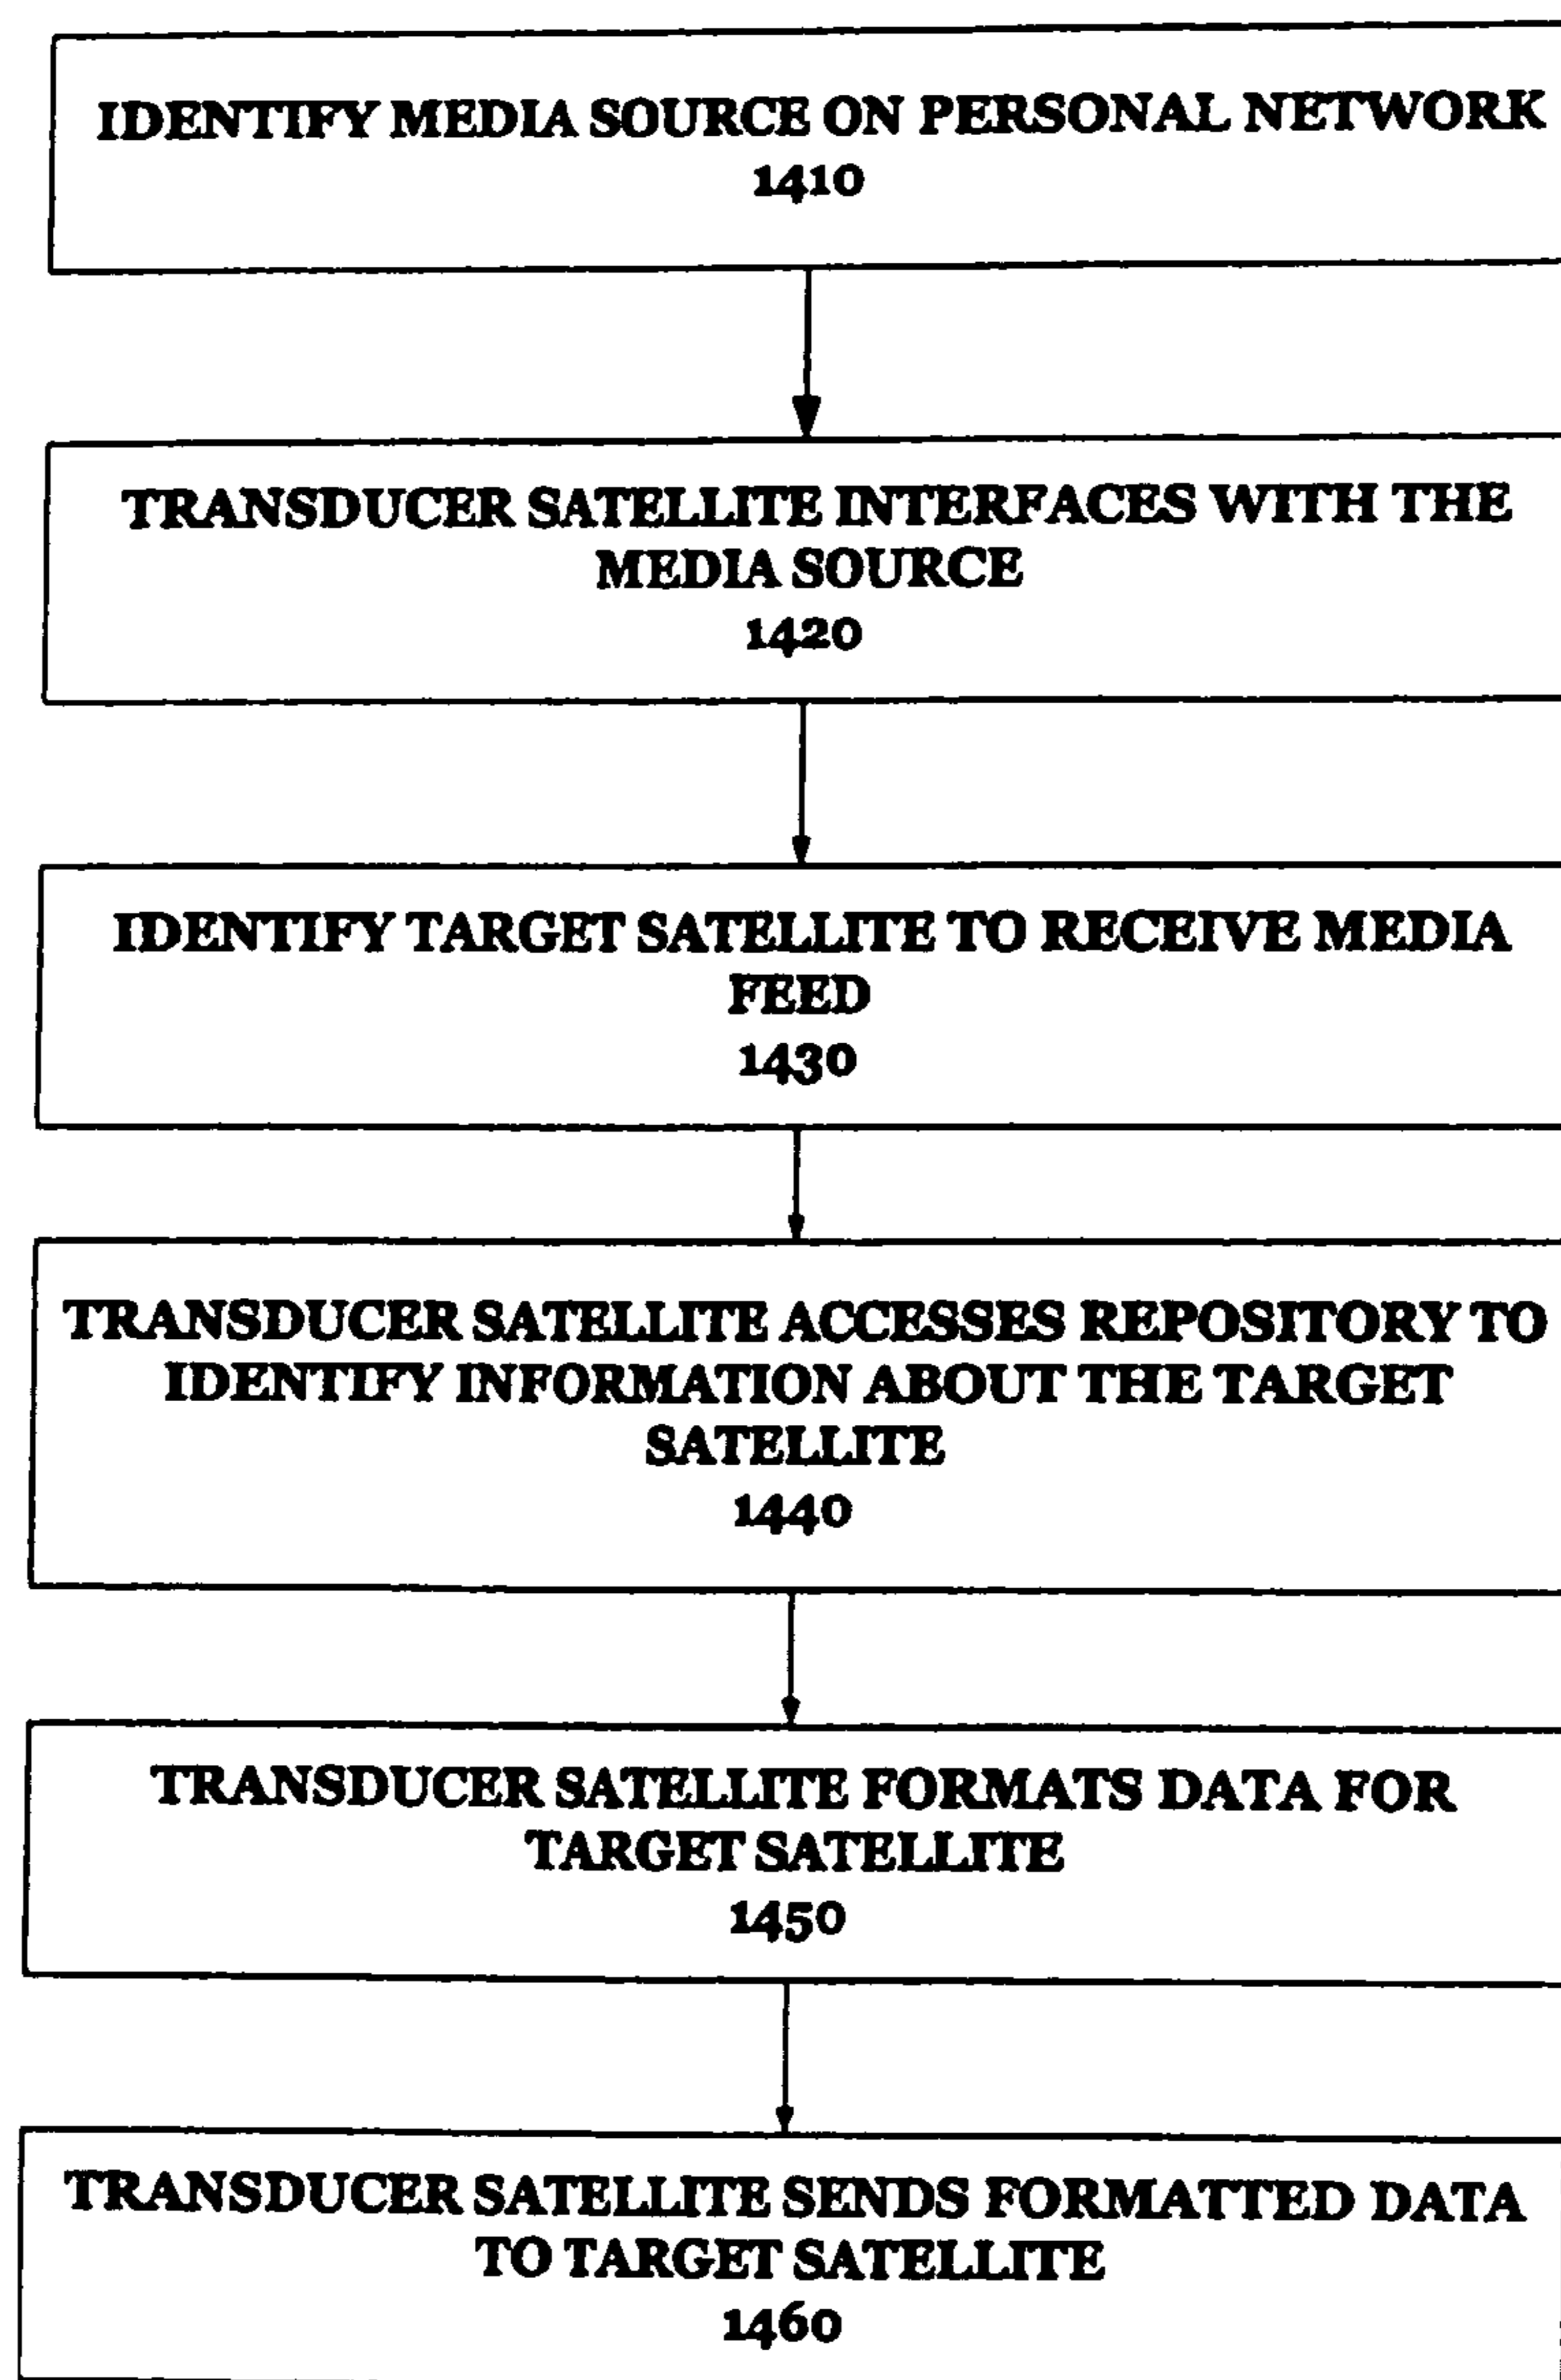 IDENTIFY MEDIA SOURCE ON PERSONAL NETWORK
1410
TRANSDUCER SATELLITE INTERFACES WITH THE
MEDIA SOURCE
1420
IDENTIFY TARGET SATELLITE TO RECEIVE MEDIA
FEED
1430
TRANSDUCER SATELLITE ACCESSES REPOSITORY TO
IDENTIFY INFORMATION ABOUT THE TARGET
SATELLITE
1440
TRANSDUCER SATELLITE FORMATS DATA FOR
TARGET SATELLITE
1450
TRANSDUCER SATELLITE SENDS FORMATTED DATA
TO TARGET SATELLITE
1460